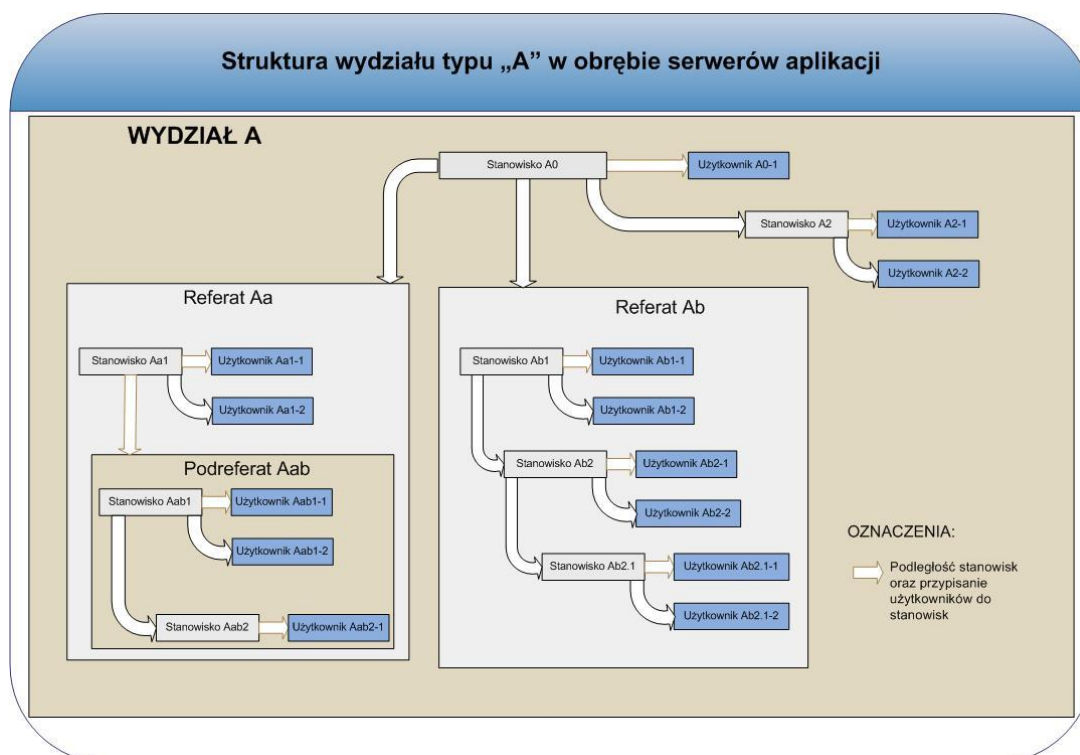 Struktura wydziału typu „A” w obrębie serwerów aplikacji
WYDZIAŁ A
Stanowisko A0
Użytkownik A0-1
Stanowisko A2
Użytkownik A2-1
Użytkownik A2-2
Referat Aa
Stanowisko Aa1
Użytkownik Aa1-1
Użytkownik Aa1-2
Podreferat Aab
Stanowisko Aab1
Użytkownik Aab1-1
Użytkownik Aab1-2
Stanowisko Aab2
Użytkownik Aab2-1
Referat Ab
Stanowisko Ab1
Użytkownik Ab1-1
Użytkownik Ab1-2
Stanowisko Ab2
Użytkownik Ab2-1
Użytkownik Ab2-2
Stanowisko Ab2.1
Użytkownik Ab2.1-1
Użytkownik Ab2.1-2
OZNACZENIA:
Podległość stanowisk
oraz przypisanie
użytkowników do
stanowisk